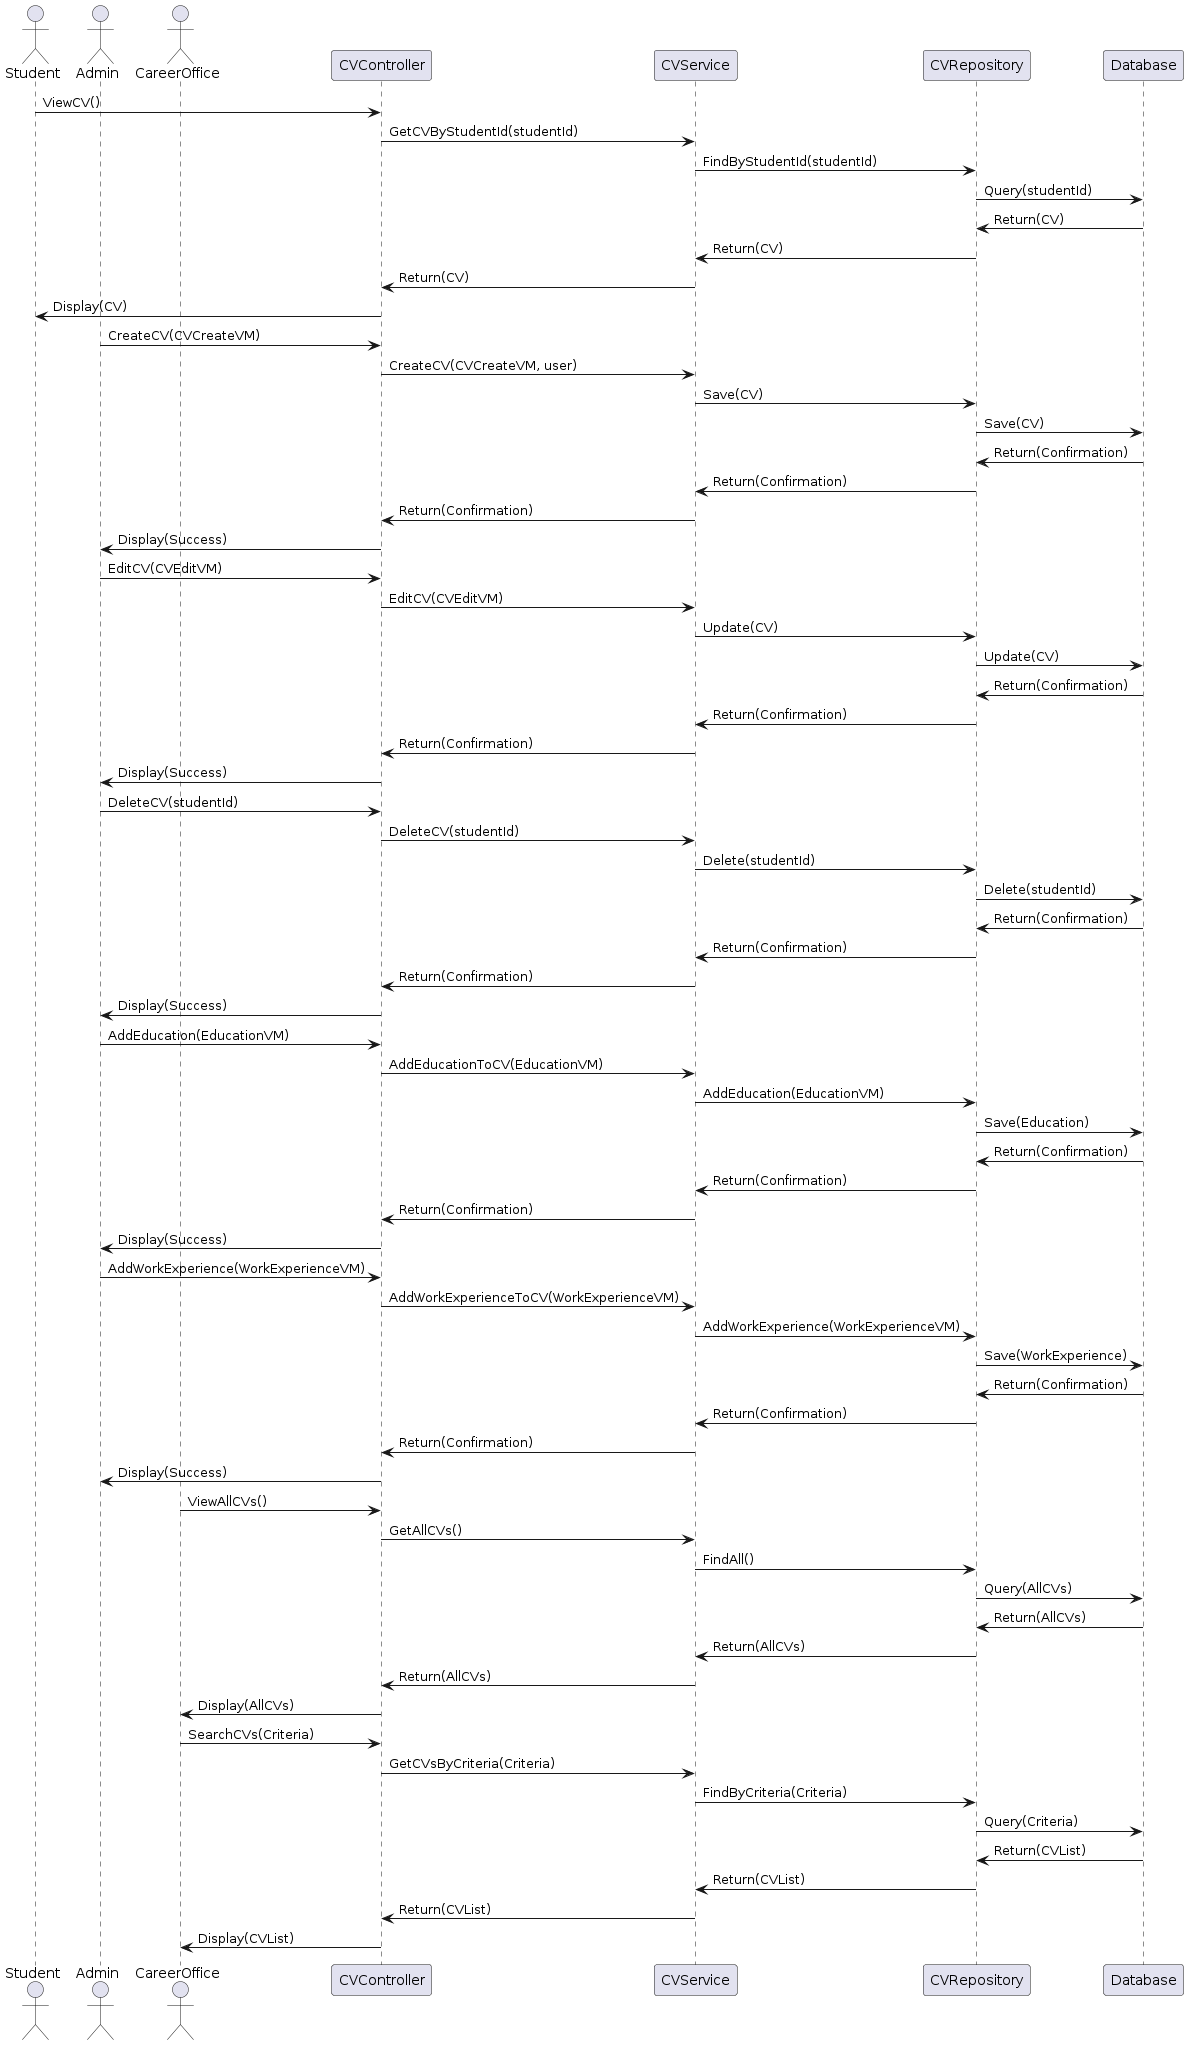 Student
Admin
CareerOffice
CVController
CVService
CVRepository
Database
ViewCV()
GetCVByStudentId(studentId)
FindByStudentId(studentId)
Query(studentId)
Return(CV)
Return(CV)
Return(CV)
Display(CV)
CreateCV(CVCreateVM)
CreateCV(CVCreateVM, user)
Save(CV)
Save(CV)
Return(Confirmation)
Return(Confirmation)
Return(Confirmation)
Display(Success)
EditCV(CVEditVM)
EditCV(CVEditVM)
Update(CV)
Update(CV)
Return(Confirmation)
Return(Confirmation)
Return(Confirmation)
Display(Success)
DeleteCV(studentId)
DeleteCV(studentId)
Delete(studentId)
Delete(studentId)
Return(Confirmation)
Return(Confirmation)
Return(Confirmation)
Display(Success)
AddEducation(EducationVM)
AddEducationToCV(EducationVM)
AddEducation(EducationVM)
Save(Education)
Return(Confirmation)
Return(Confirmation)
Return(Confirmation)
Display(Success)
AddWorkExperience(WorkExperienceVM)
AddWorkExperienceToCV(WorkExperienceVM)
AddWorkExperience(WorkExperienceVM)
Save(WorkExperience)
Return(Confirmation)
Return(Confirmation)
Return(Confirmation)
Display(Success)
ViewAllCVs()
GetAllCVs()
FindAll()
Query(AllCVs)
Return(AllCVs)
Return(AllCVs)
Return(AllCVs)
Display(AllCVs)
SearchCVs(Criteria)
GetCVsByCriteria(Criteria)
FindByCriteria(Criteria)
Query(Criteria)
Return(CVList)
Return(CVList)
Return(CVList)
Display(CVList)
Student
Admin
CareerOffice
CVController
CVService
CVRepository
Database